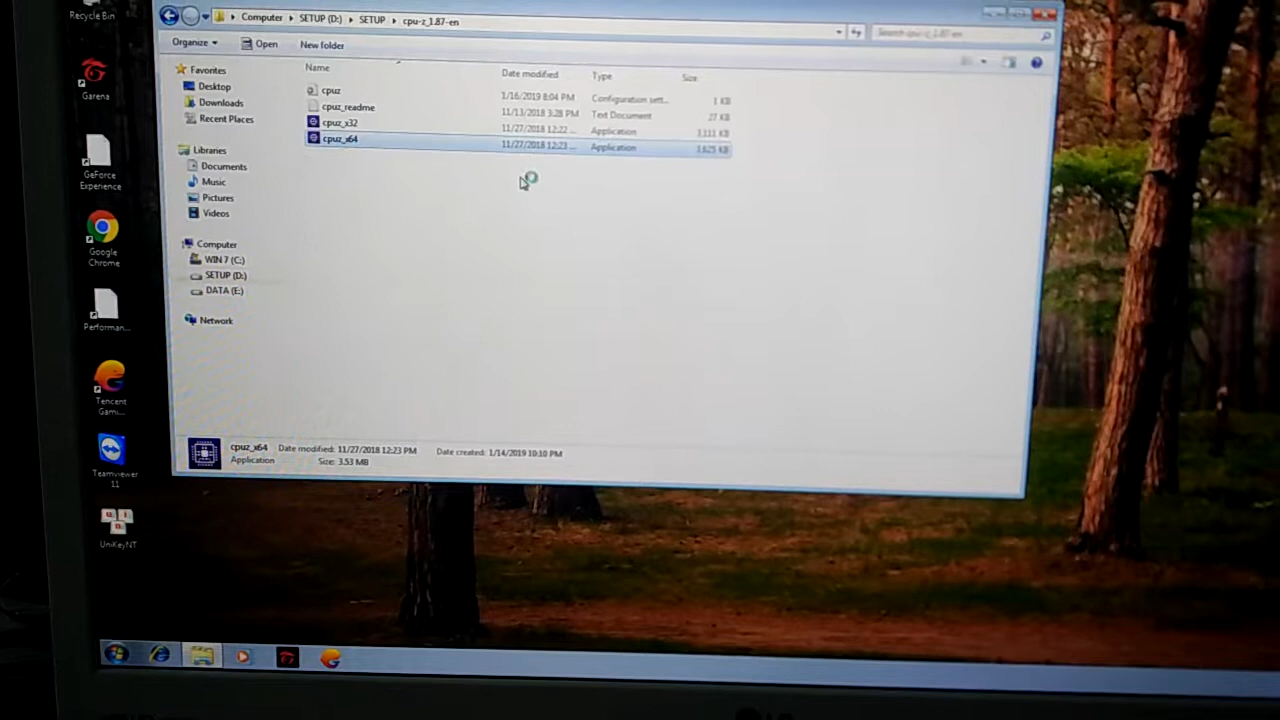 Recycle Bin
Garena
GeForce
Experience
Google
Chrome
Performan...
Tencent
Gami...
Teamviewer
11
UniKeyNT
Computer SETUP (D:) SETUP cpu-z_1.87-en
Search cpu-z_1.87-en
Organize Open New folder
Favorites
Desktop
Downloads
Recent Places
Libraries
Documents
Music
Pictures
Videos
Computer
WIN 7 (C:)
SETUP (D:)
DATA (E:)
Network
Name Date modified Type Size
cpuz 1/16/2019 8:04 PM Configuration sett... 1 KB
cpuz_readme 11/13/2018 3:28 PM Text Document 27 KB
cpuz_x32 11/27/2018 12:22 ... Application 3,111 KB
cpuz_x64 11/27/2018 12:23 ... Application 3,625 KB
cpuz_x64 Date modified: 11/27/2018 12:23 PM Date created: 1/14/2019 10:10 PM
Application Size: 3.53 MB